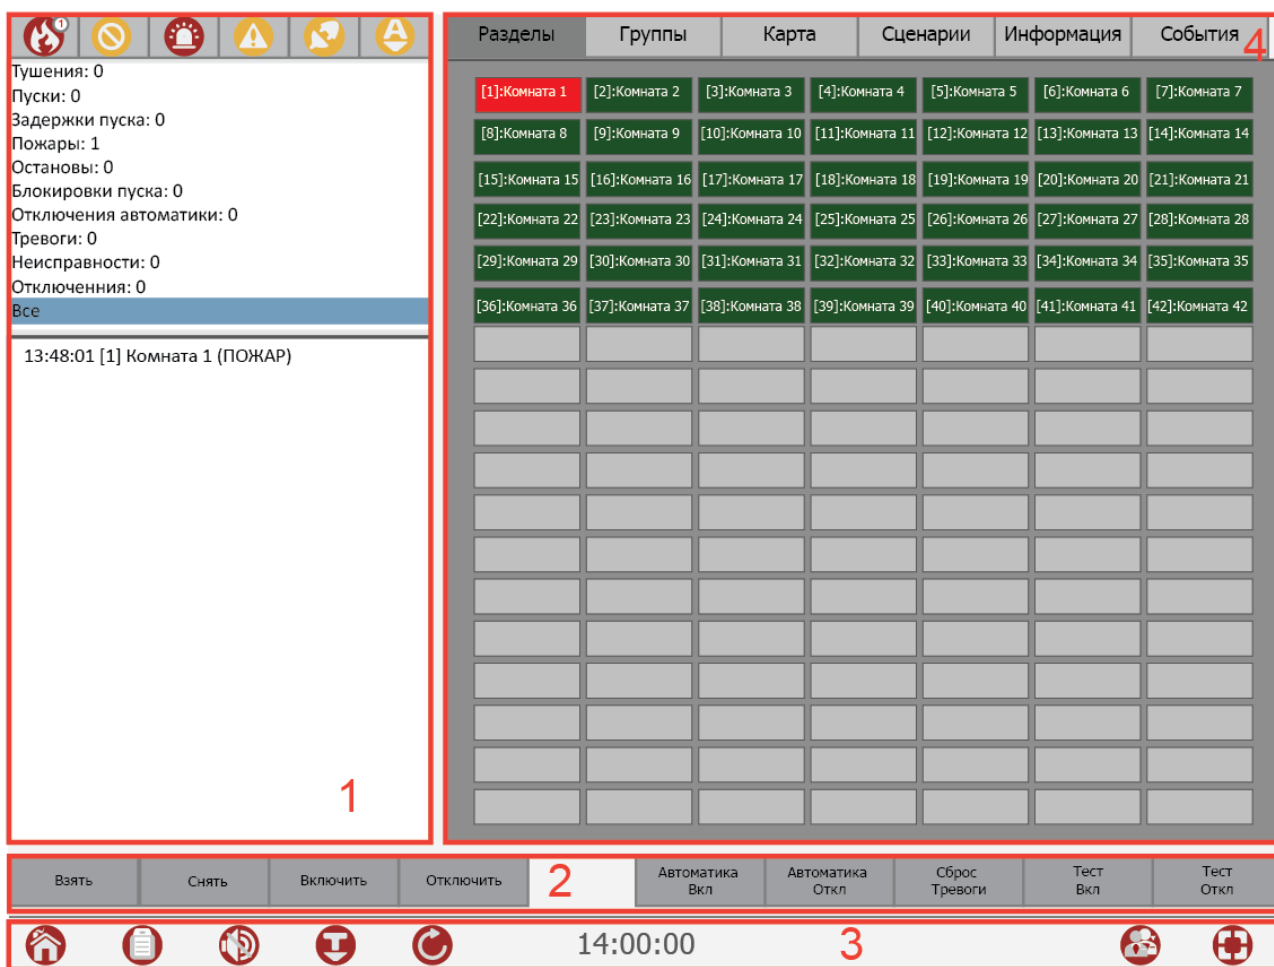 1
A
Тушения: 0
Пуски: 0
Задержки пуска: 0
Пожары: 1
Остановы: 0
Блокировки пуска: 0
Отключения автоматики: 0
Тревоги: 0
Неисправности: 0
Отключенния: 0
Все
13:48:01 [1] Комната 1 (ПОЖАР)
1
Разделы Группы Карта Сценарии Информация События
4
[1]:Комната 1 [2]:Комната 2 [3]:Комната 3 [4]:Комната 4 [5]:Комната 5 [6]:Комната 6 [7]:Комната 7
[8]:Комната 8 [9]:Комната 9 [10]:Комната 10 [11]:Комната 11 [12]:Комната 12 [13]:Комната 13 [14]:Комната 14
[15]:Комната 15 [16]:Комната 16 [17]:Комната 17 [18]:Комната 18 [19]:Комната 19 [20]:Комната 20 [21]:Комната 21
[22]:Комната 22 [23]:Комната 23 [24]:Комната 24 [25]:Комната 25 [26]:Комната 26 [27]:Комната 27 [28]:Комната 28
[29]:Комната 29 [30]:Комната 30 [31]:Комната 31 [32]:Комната 32 [33]:Комната 33 [34]:Комната 34 [35]:Комната 35
[36]:Комната 36 [37]:Комната 37 [38]:Комната 38 [39]:Комната 39 [40]:Комната 40 [41]:Комната 41 [42]:Комната 42
Взять Снять Включить Отключить 2
Автоматика
Вкл
Автоматика
Откл
Сброс
Тревоги
Тест
Вкл
Тест
Откл
T
14:00:00
3